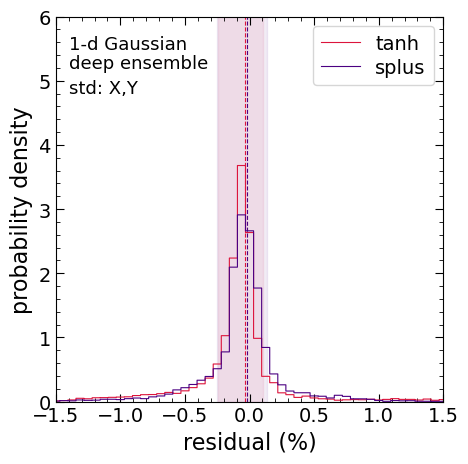 6
5
4
3
2
1
0
probability density
1-d Gaussian
deep ensemble
std: X,Y
tanh
splus
−1.5 −1.0 −0.5 0.0 0.5 1.0 1.5
residual (%)